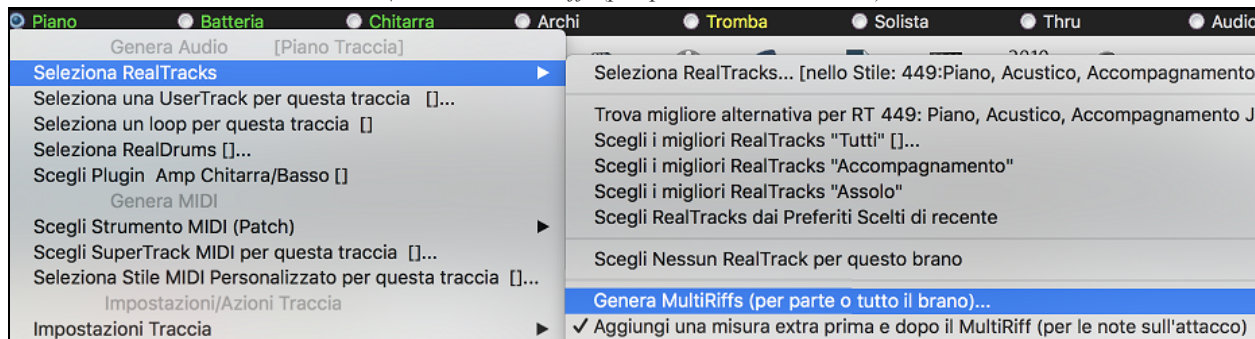 Piano Batteria Chitarra Archi Tromba Solista Thru Audio
Genera Audio [Piano Traccia]
Seleziona RealTracks
Seleziona una UserTrack per questa traccia []...
Seleziona un loop per questa traccia []
Seleziona RealDrums []...
Scegli Plugin Amp Chitarra/Basso []
Genera MIDI
Scegli Strumento MIDI (Patch)
Scegli SuperTrack MIDI per questa traccia []...
Seleziona Stile MIDI Personalizzato per questa traccia []...
Impostazioni/Azioni Traccia
Impostazioni Traccia
Seleziona RealTracks... [nello Stile: 449:Piano, Acustico, Accompagnamento
Trova migliore alternativa per RT 449: Piano, Acustico, Accompagnamento J
Scegli i migliori RealTracks "Tutti" []...
Scegli i migliori RealTracks "Accompagnamento"
Scegli i migliori RealTracks "Assolo"
Scegli RealTracks dai Preferiti Scelti di recente
Scegli Nessun RealTrack per questo brano
Genera MultiRiffs (per parte o tutto il brano)...
✓ Aggiungi una misura extra prima e dopo il MultiRiff (per le note sull'attacco)